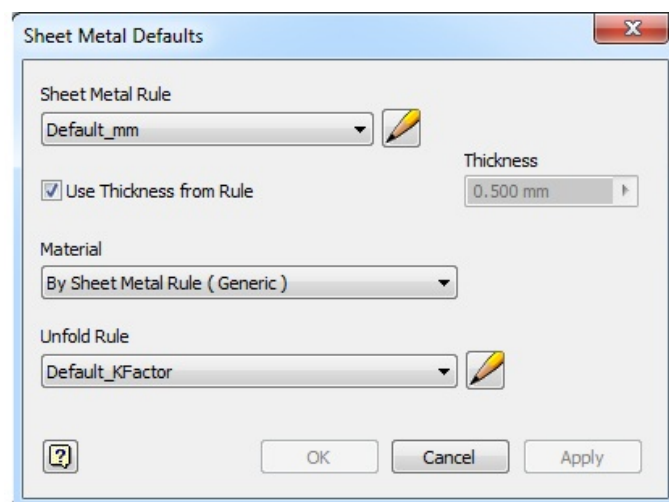 Sheet Metal Defaults
Sheet Metal Rule
Default_mm
Thickness
Use Thickness from Rule
0.500 mm
Material
By Sheet Metal Rule ( Generic )
Unfold Rule
Default_KFactor
OK
Cancel
Apply